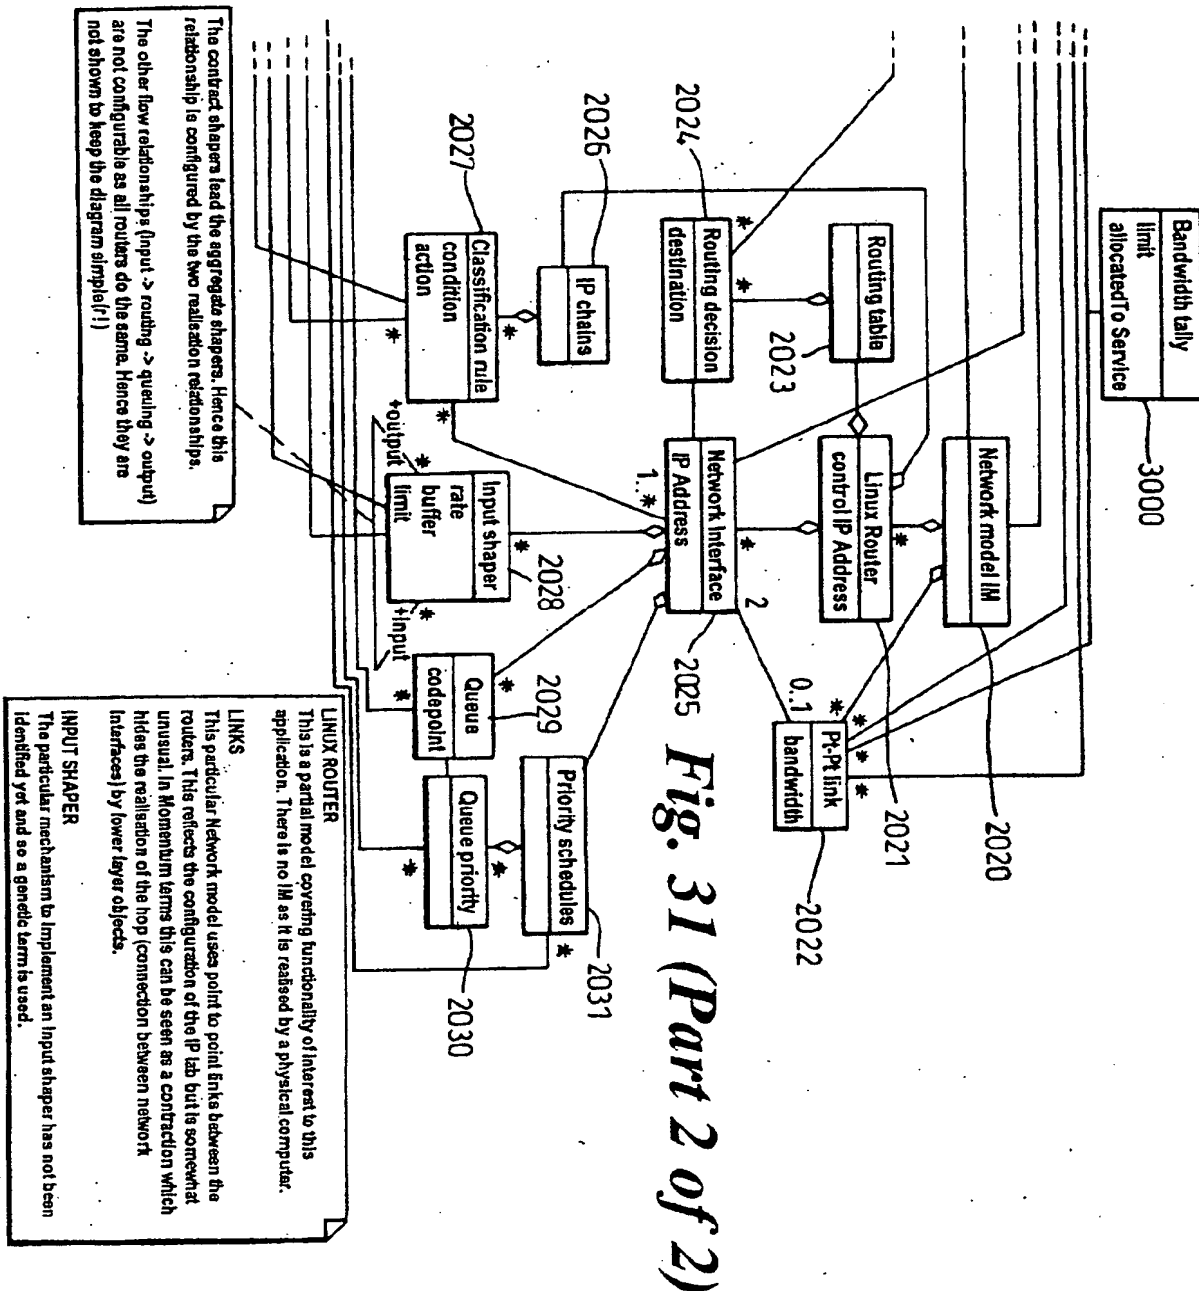 Bandwidth tally
limit
allocatedTo Service
3000
Network model IM
2020
*
Linux Router
control IP Address
2021
Routing table
2023
*
*
*
*
*
Pt-Pt link
bandwidth
2022
0..1
2
*
*
Routing decision
destination
2024
*
Network Interface
IP Address
2025
1..*
Fig. 31 (Part 2 of 2)
IP chains
2026
*
Classification rule
condition
action
2027
*
*
*
Input shaper
rate
buffer
limit
2028
*
+output
*
+Input
*
Queue
codepoint
2029
*
Priority schedules
2031
*
*
Queue priority
2030
*
The contract shapers lead the aggregate shapers. Hence this
relationship is configured by the two realisation relationships.
The other flow relationships (Input -> routing -> queuing -> output)
are not configurable as all routers do the same. Hence they are
not shown to keep the diagram simple(r!)
LINUX ROUTER
This is a partial model covering functionality of interest to this
application. There is no IM as it is realised by a physical computer.
LINKS
This particular Network model uses point to point links between the
routers. This reflects the configuration of the IP lab but is somewhat
unusual. In Momentum terms this can be seen as a contraction which
hides the realisation of the hop (connection between network
Interfaces) by lower layer objects.
INPUT SHAPER
The particular mechanism to implement an Input shaper has not been
identified yet and so a genetic term is used.